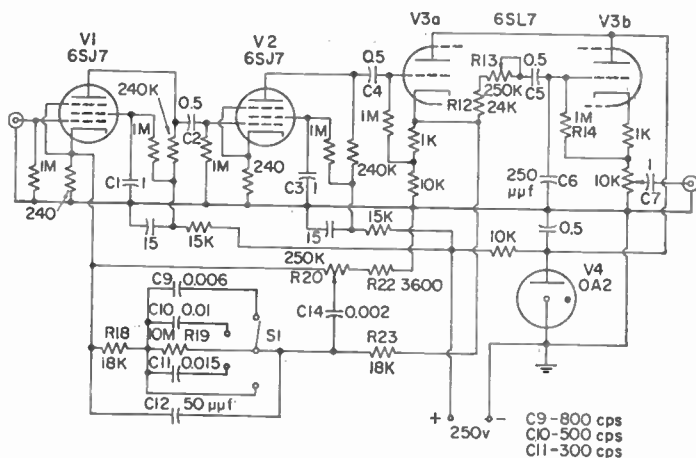 V1
6SJ7
V2
6SJ7
V3a
6SL7
V3b
240K
0.5
C2
1M
1M
240
C1
1
1M
0.5
C4
1M
240
C3
1
1M
240K
1M
1K
10K
R13
250K
R12
24K
0.5
C5
1M
R14
1K
250
μμf
C6
10K
1
C7
15
15K
15
15K
10K
0.5
V4
OA2
250K
R20
R22 3600
C14
0.002
R23
18K
C9 0.006
C10 0.01
10M R19
C11 0.015
S1
R18
18K
C12
50 μμf
+
-
250v
C9-800 cps
C10-500 cps
C11-300 cps